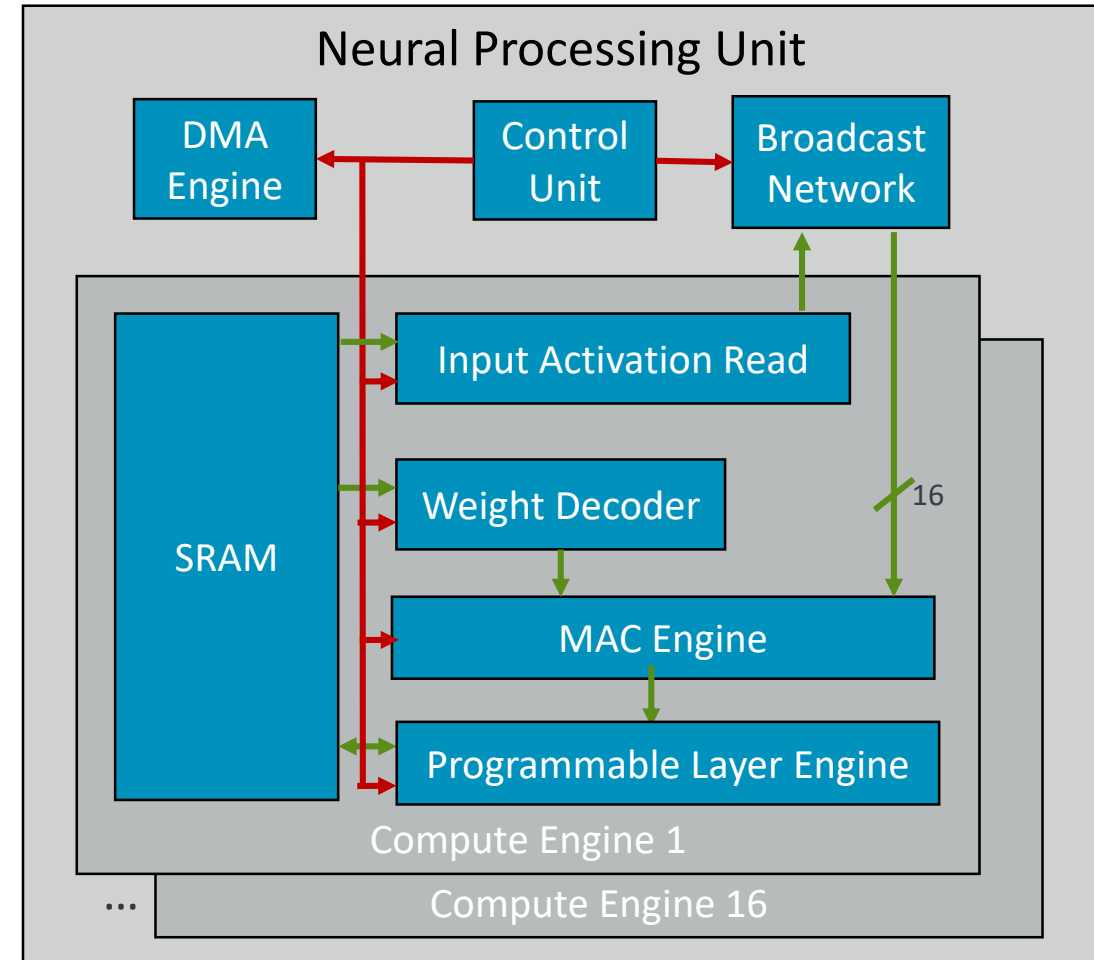 Neural Processing Unit
DMA
Engine
Control
Unit
Broadcast
Network
SRAM
Input Activation Read
Weight Decoder
16
MAC Engine
Programmable Layer Engine
Compute Engine 1
...
Compute Engine 16